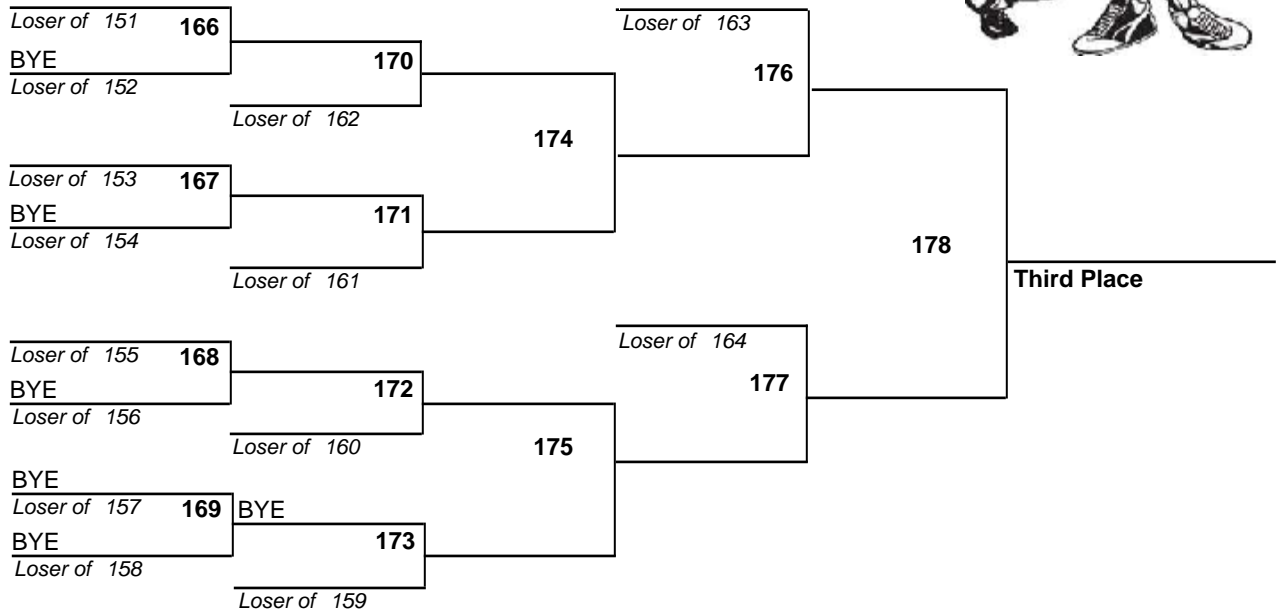 Loser of 151
166
BYE
Loser of 152
170
Loser of 162
Loser of 153
167
BYE
Loser of 154
171
Loser of 161
174
Loser of 163
176
Loser of 155
168
BYE
Loser of 156
172
Loser of 160
BYE
Loser of 157
169
BYE
BYE
Loser of 158
173
Loser of 159
175
Loser of 164
177
178
Third Place